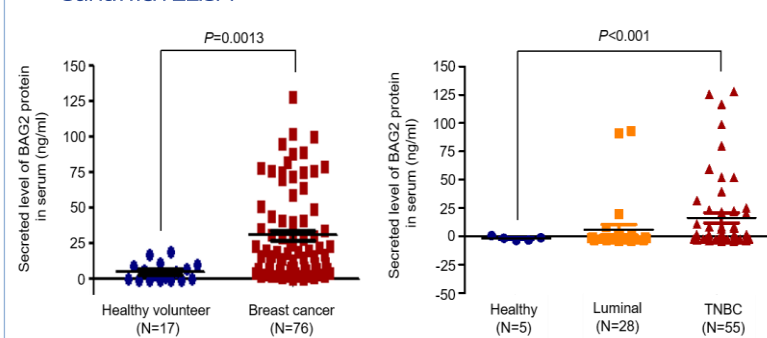 P=0.0013
Secreted level of BAG2 protein
in serum (ng/ml)
150
125
100
75
50
25
0
Healthy volunteer
(N=17)
Breast cancer
(N=76)
P<0.001
Secreted level of BAG2 protein
in serum (ng/ml)
150
125
100
75
50
25
0
-25
-50
Healthy
(N=5)
Luminal
(N=28)
TNBC
(N=55)